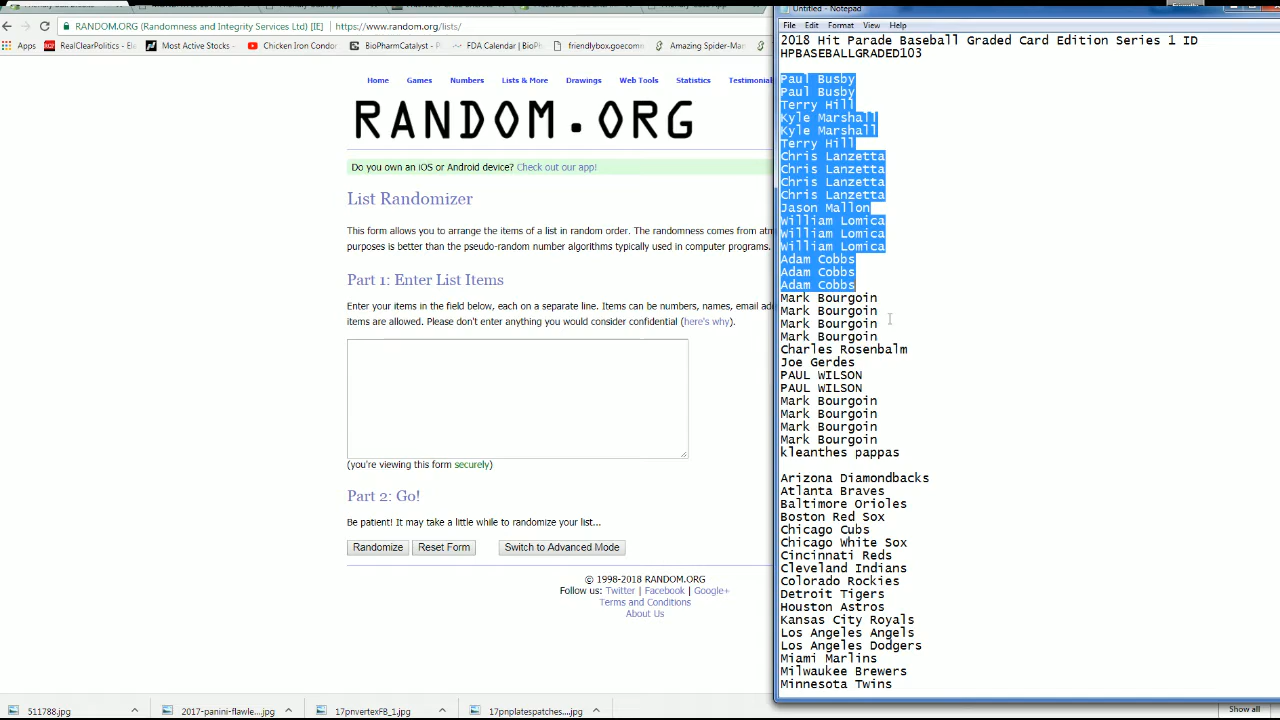 Untitled - Notepad
RANDOM.ORG (Randomness and Integrity Services Ltd) [IE]
https://www.random.org/lists/
File Edit Format View Help
Apps
RealClearPolitics - El
Most Active Stocks
Chicken Iron Condor
BioPharmCatalyst - P
FDA Calendar | BioP
friendlybox.goecomm
Amazing Spider-Ma
2018 Hit Parade Baseball Graded Card Edition Series 1 ID
HPBASEBALLGRADED103
Home Games Numbers Lists & More Drawings Web Tools Statistics Testimonia
RANDOM.ORG
Do you own an iOS or Android device? Check out our app!
List Randomizer
This form allows you to arrange the items of a list in random order. The randomness comes from atm
purposes is better than the pseudo-random number algorithms typically used in computer programs.
Part 1: Enter List Items
Enter your items in the field below, each on a separate line. Items can be numbers, names, email add
items are allowed. Please don't enter anything you would consider confidential (here's why).
(you're viewing this form securely)
Part 2: Go!
Be patient! It may take a little while to randomize your list...
Randomize Reset Form Switch to Advanced Mode
© 1998-2018 RANDOM.ORG
Follow us: Twitter | Facebook | Google+
Terms and Conditions
About Us
Paul Busby
Paul Busby
Terry Hill
Kyle Marshall
Kyle Marshall
Terry Hill
Chris Lanzetta
Chris Lanzetta
Chris Lanzetta
Chris Lanzetta
Jason Mallon
William Lomica
William Lomica
William Lomica
Adam Cobbs
Adam Cobbs
Adam Cobbs
Mark Bourgoin
Mark Bourgoin
Mark Bourgoin
Mark Bourgoin
Charles Rosenbalm
Joe Gerdes
PAUL WILSON
PAUL WILSON
Mark Bourgoin
Mark Bourgoin
Mark Bourgoin
Mark Bourgoin
kleanthes pappas
Arizona Diamondbacks
Atlanta Braves
Baltimore Orioles
Boston Red Sox
Chicago Cubs
Chicago White Sox
Cincinnati Reds
Cleveland Indians
Colorado Rockies
Detroit Tigers
Houston Astros
Kansas City Royals
Los Angeles Angels
Los Angeles Dodgers
Miami Marlins
Milwaukee Brewers
Minnesota Twins
511788.jpg
2017-panini-flawle....jpg
17pnvertexFB_1.jpg
17pnplatespatches....jpg
Show all